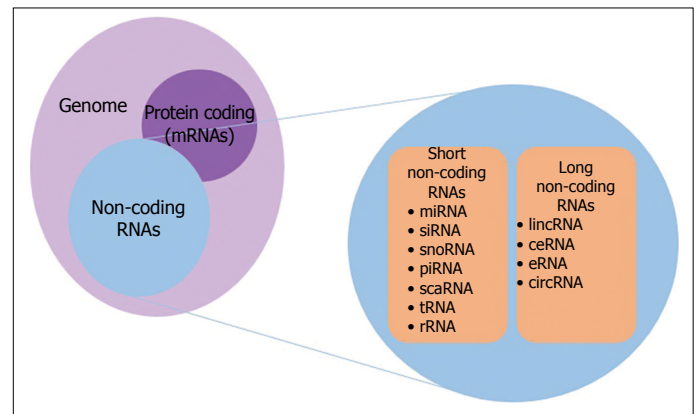 Genome
Protein coding
(mRNAs)
Non-coding
RNAs
Short
non-coding
RNAs
• miRNA
• siRNA
• snoRNA
• piRNA
• scaRNA
• tRNA
• rRNA
Long
non-coding
RNAs
• lincRNA
• ceRNA
• eRNA
• circRNA